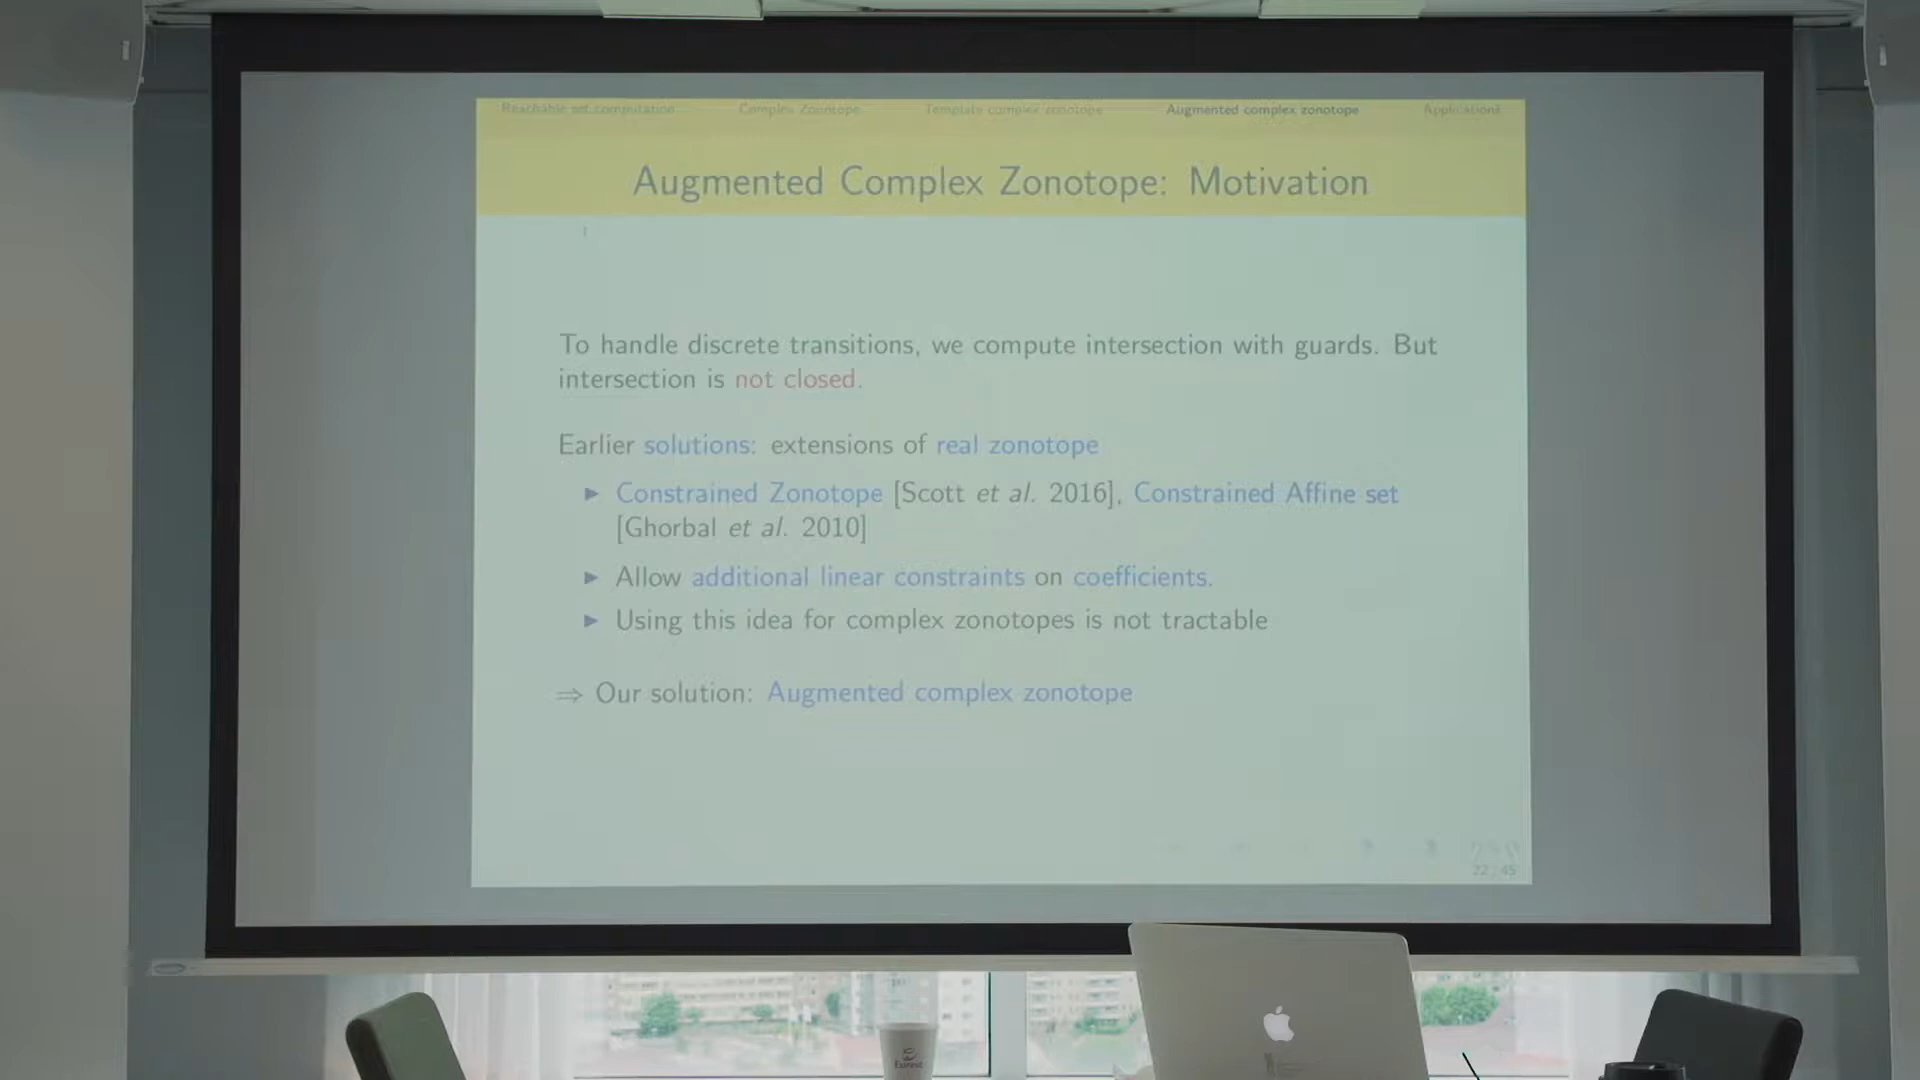 Reachable set computation Complex Zonotope Template complex zonotope Augmented complex zonotope Applications
Augmented Complex Zonotope: Motivation
To handle discrete transitions, we compute intersection with guards. But
intersection is not closed.
Earlier solutions: extensions of real zonotope
▶ Constrained Zonotope [Scott et al. 2016], Constrained Affine set
[Ghorbal et al. 2010]
▶ Allow additional linear constraints on coefficients.
▶ Using this idea for complex zonotopes is not tractable
⇒ Our solution: Augmented complex zonotope
22 / 45